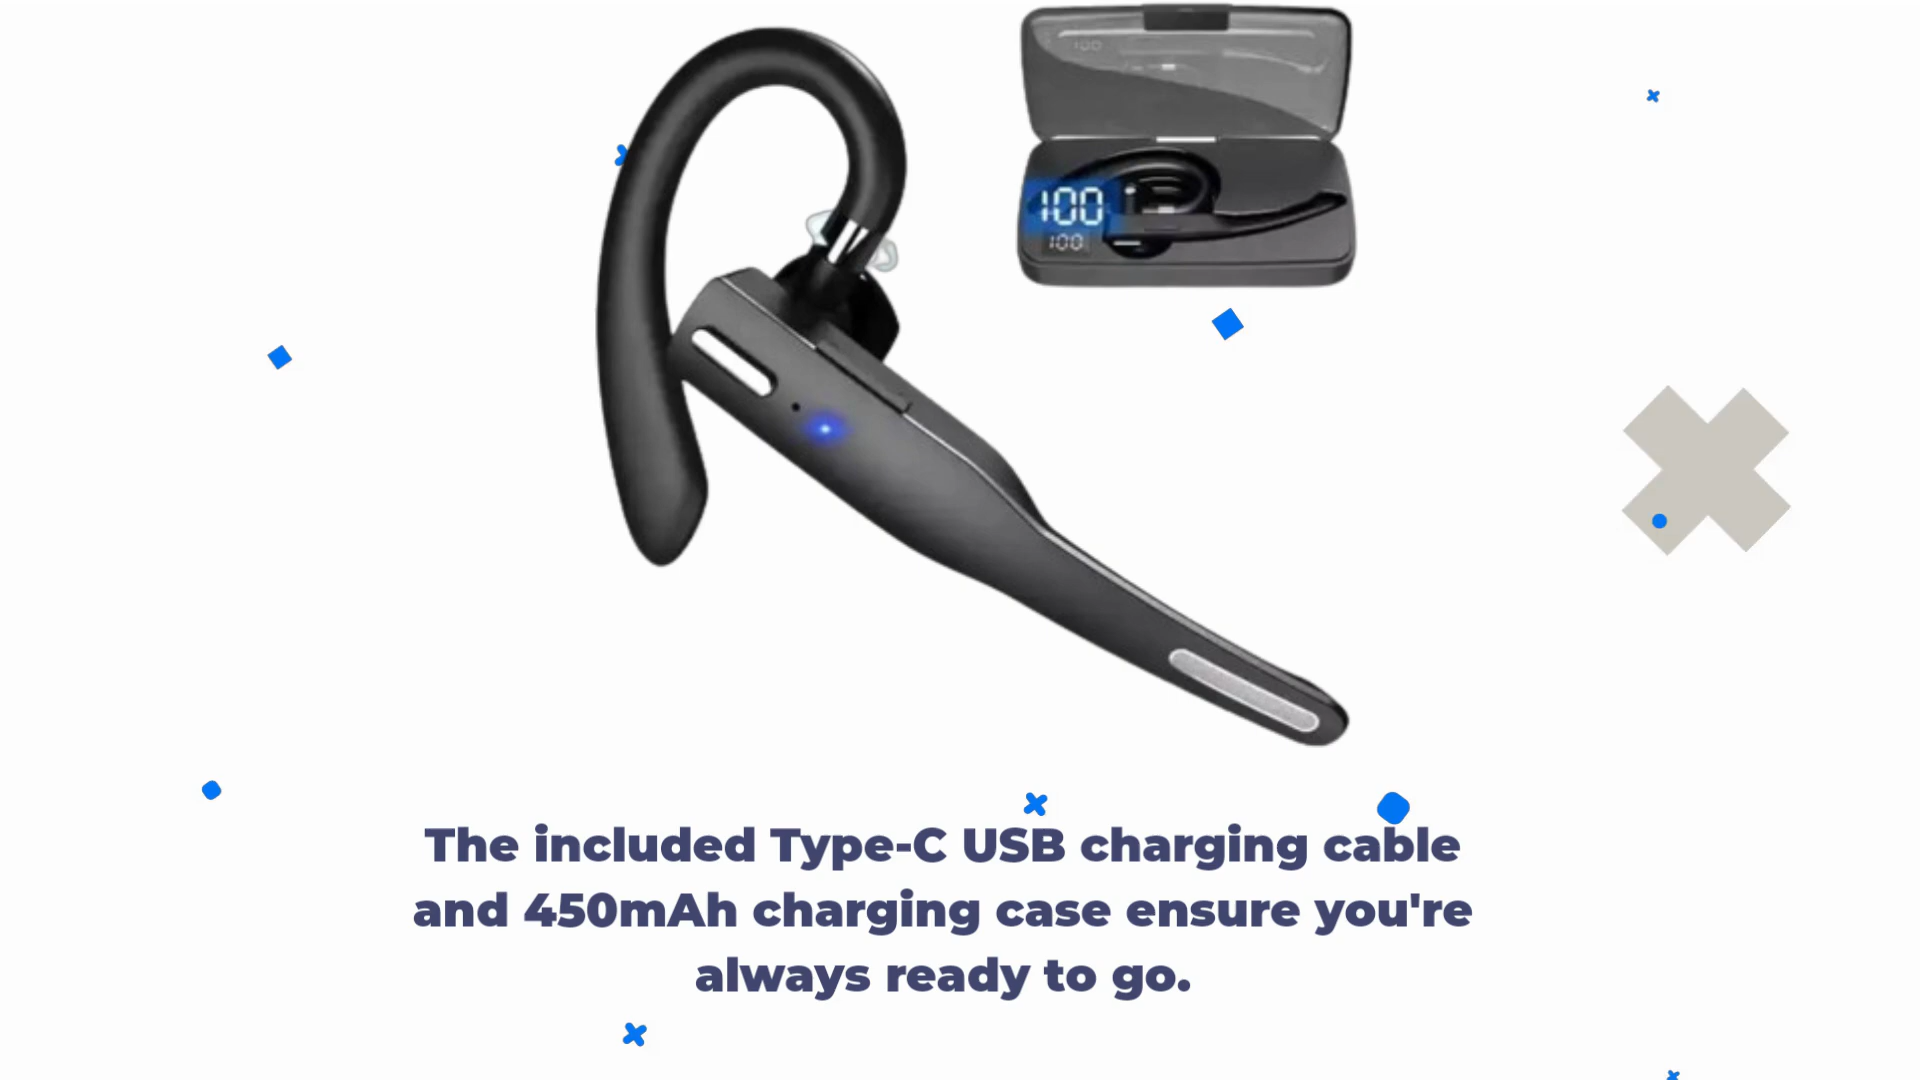 100
100
100
The included Type-C USB charging cable
and 450mAh charging case ensure you're
always ready to go.